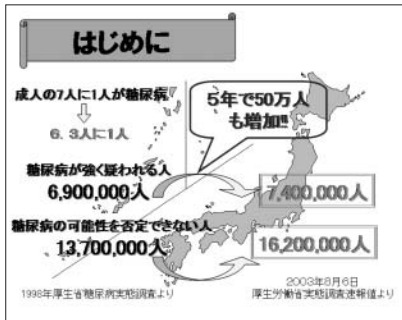 はじめに
成人の7人に1人が糖尿病
6.3人に1人
5年で50万人
も増加!!
糖尿病が強く疑われる人
6,900,000人
7,400,000人
糖尿病の可能性を否定できない人
13,700,000人
16,200,000人
1998年厚生省糖尿病実態調査より
2003年8月6日
厚生労働省実態調査速報値より